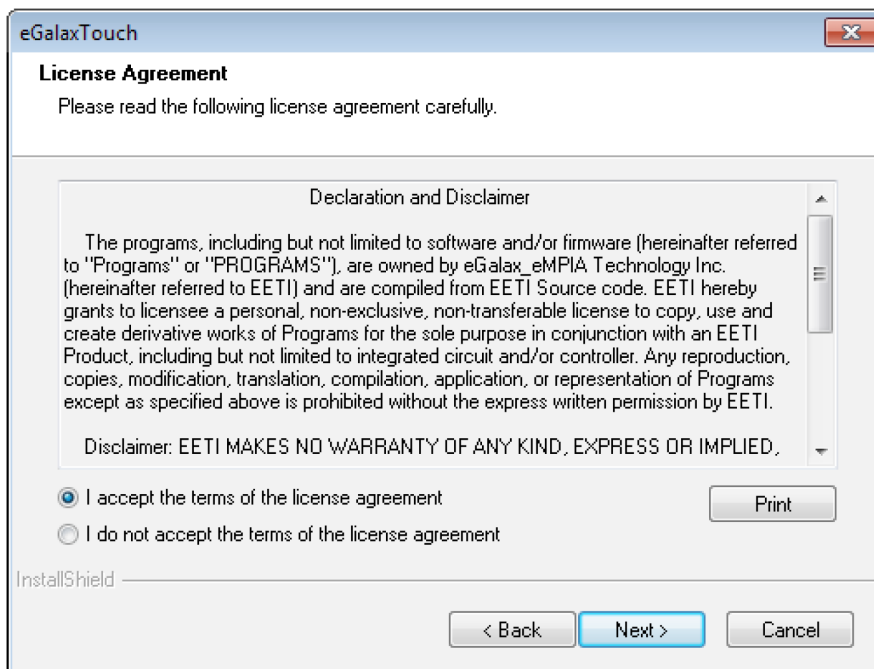 eGalaxTouch
License Agreement
Please read the following license agreement carefully.
Declaration and Disclaimer
The programs, including but not limited to software and/or firmware (hereinafter referred
to "Programs" or "PROGRAMS"), are owned by eGalax_eMPIA Technology Inc.
(hereinafter referred to EETI) and are compiled from EETI Source code. EETI hereby
grants to licensee a personal, non-exclusive, non-transferable license to copy, use and
create derivative works of Programs for the sole purpose in conjunction with an EETI
Product, including but not limited to integrated circuit and/or controller. Any reproduction,
copies, modification, translation, compilation, application, or representation of Programs
except as specified above is prohibited without the express written permission by EETI.
Disclaimer: EETI MAKES NO WARRANTY OF ANY KIND, EXPRESS OR IMPLIED,
I accept the terms of the license agreement
Print
I do not accept the terms of the license agreement
InstallShield
< Back Next > Cancel